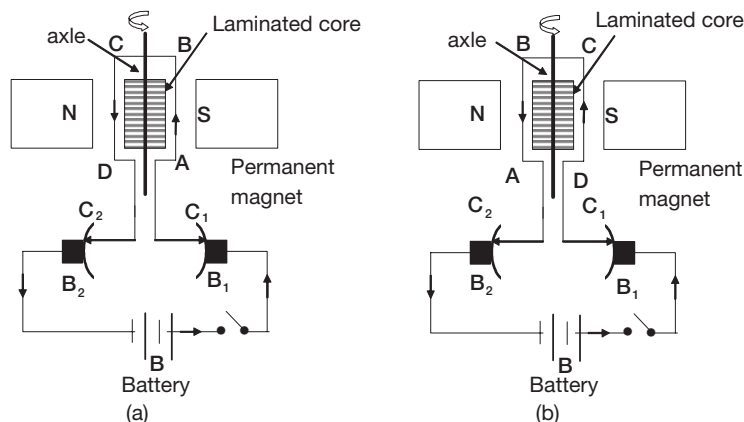 C
B
Laminated core
axle
N
S
D
A
Permanent
magnet
C2
C1
B2
B1
B
Battery
(a)
B
C
Laminated core
axle
N
S
A
D
Permanent
magnet
C2
C1
B2
B1
B
Battery
(b)